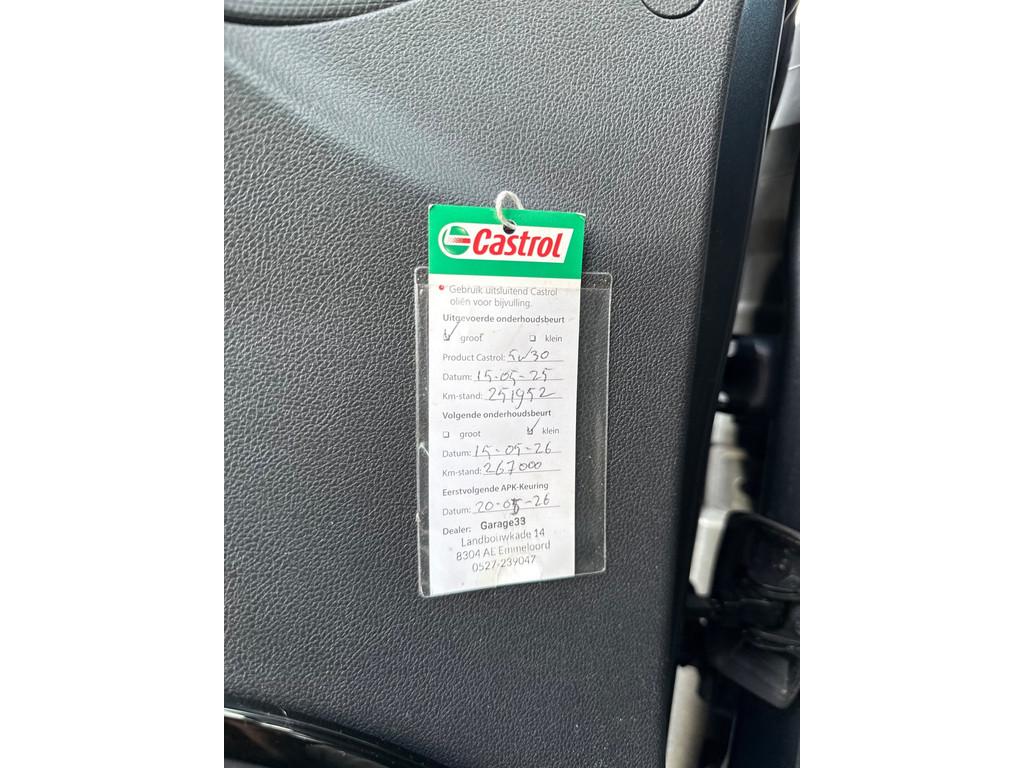 Castrol
Gebruik uitsluitend Castrol
oliën voor bijvulling.
Uitgevoerde onderhoudsbeurt
groot klein
Product Castrol: 5w30
Datum: 15-05-25
Km-stand: 251952
Volgende onderhoudsbeurt
groot klein
Datum: 15-05-26
Km-stand: 267000
Eerstvolgende APK-Keuring
Datum: 20-05-26
Dealer: Garage33
Landbouwkade 14
8304 AE Emmeloord
0527-239047